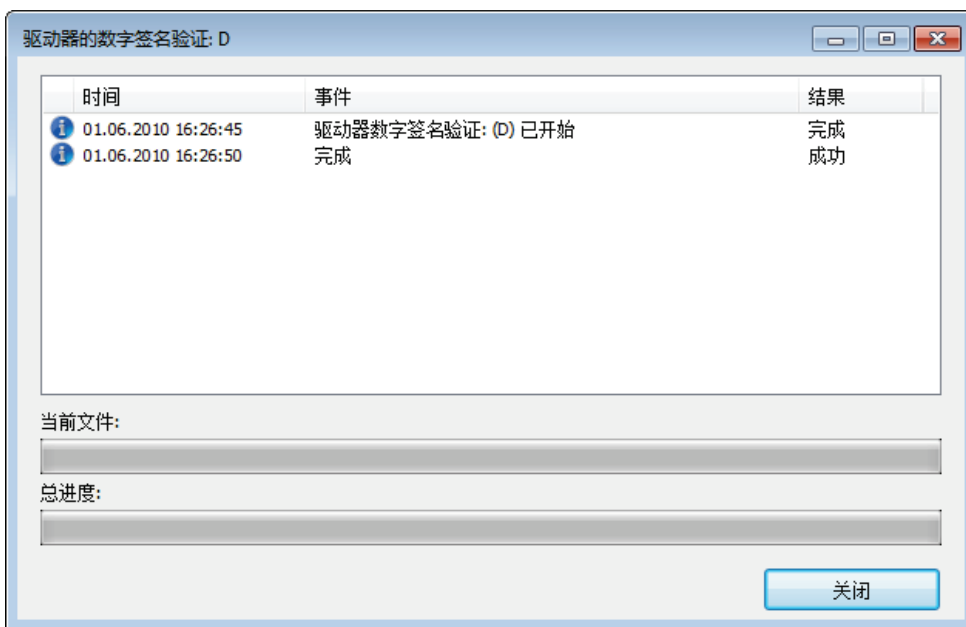 驱动器的数字签名验证: D
时间 事件 结果
01.06.2010 16:26:45 驱动器数字签名验证: (D) 已开始 完成
01.06.2010 16:26:50 完成 成功
当前文件:
总进度:
关闭